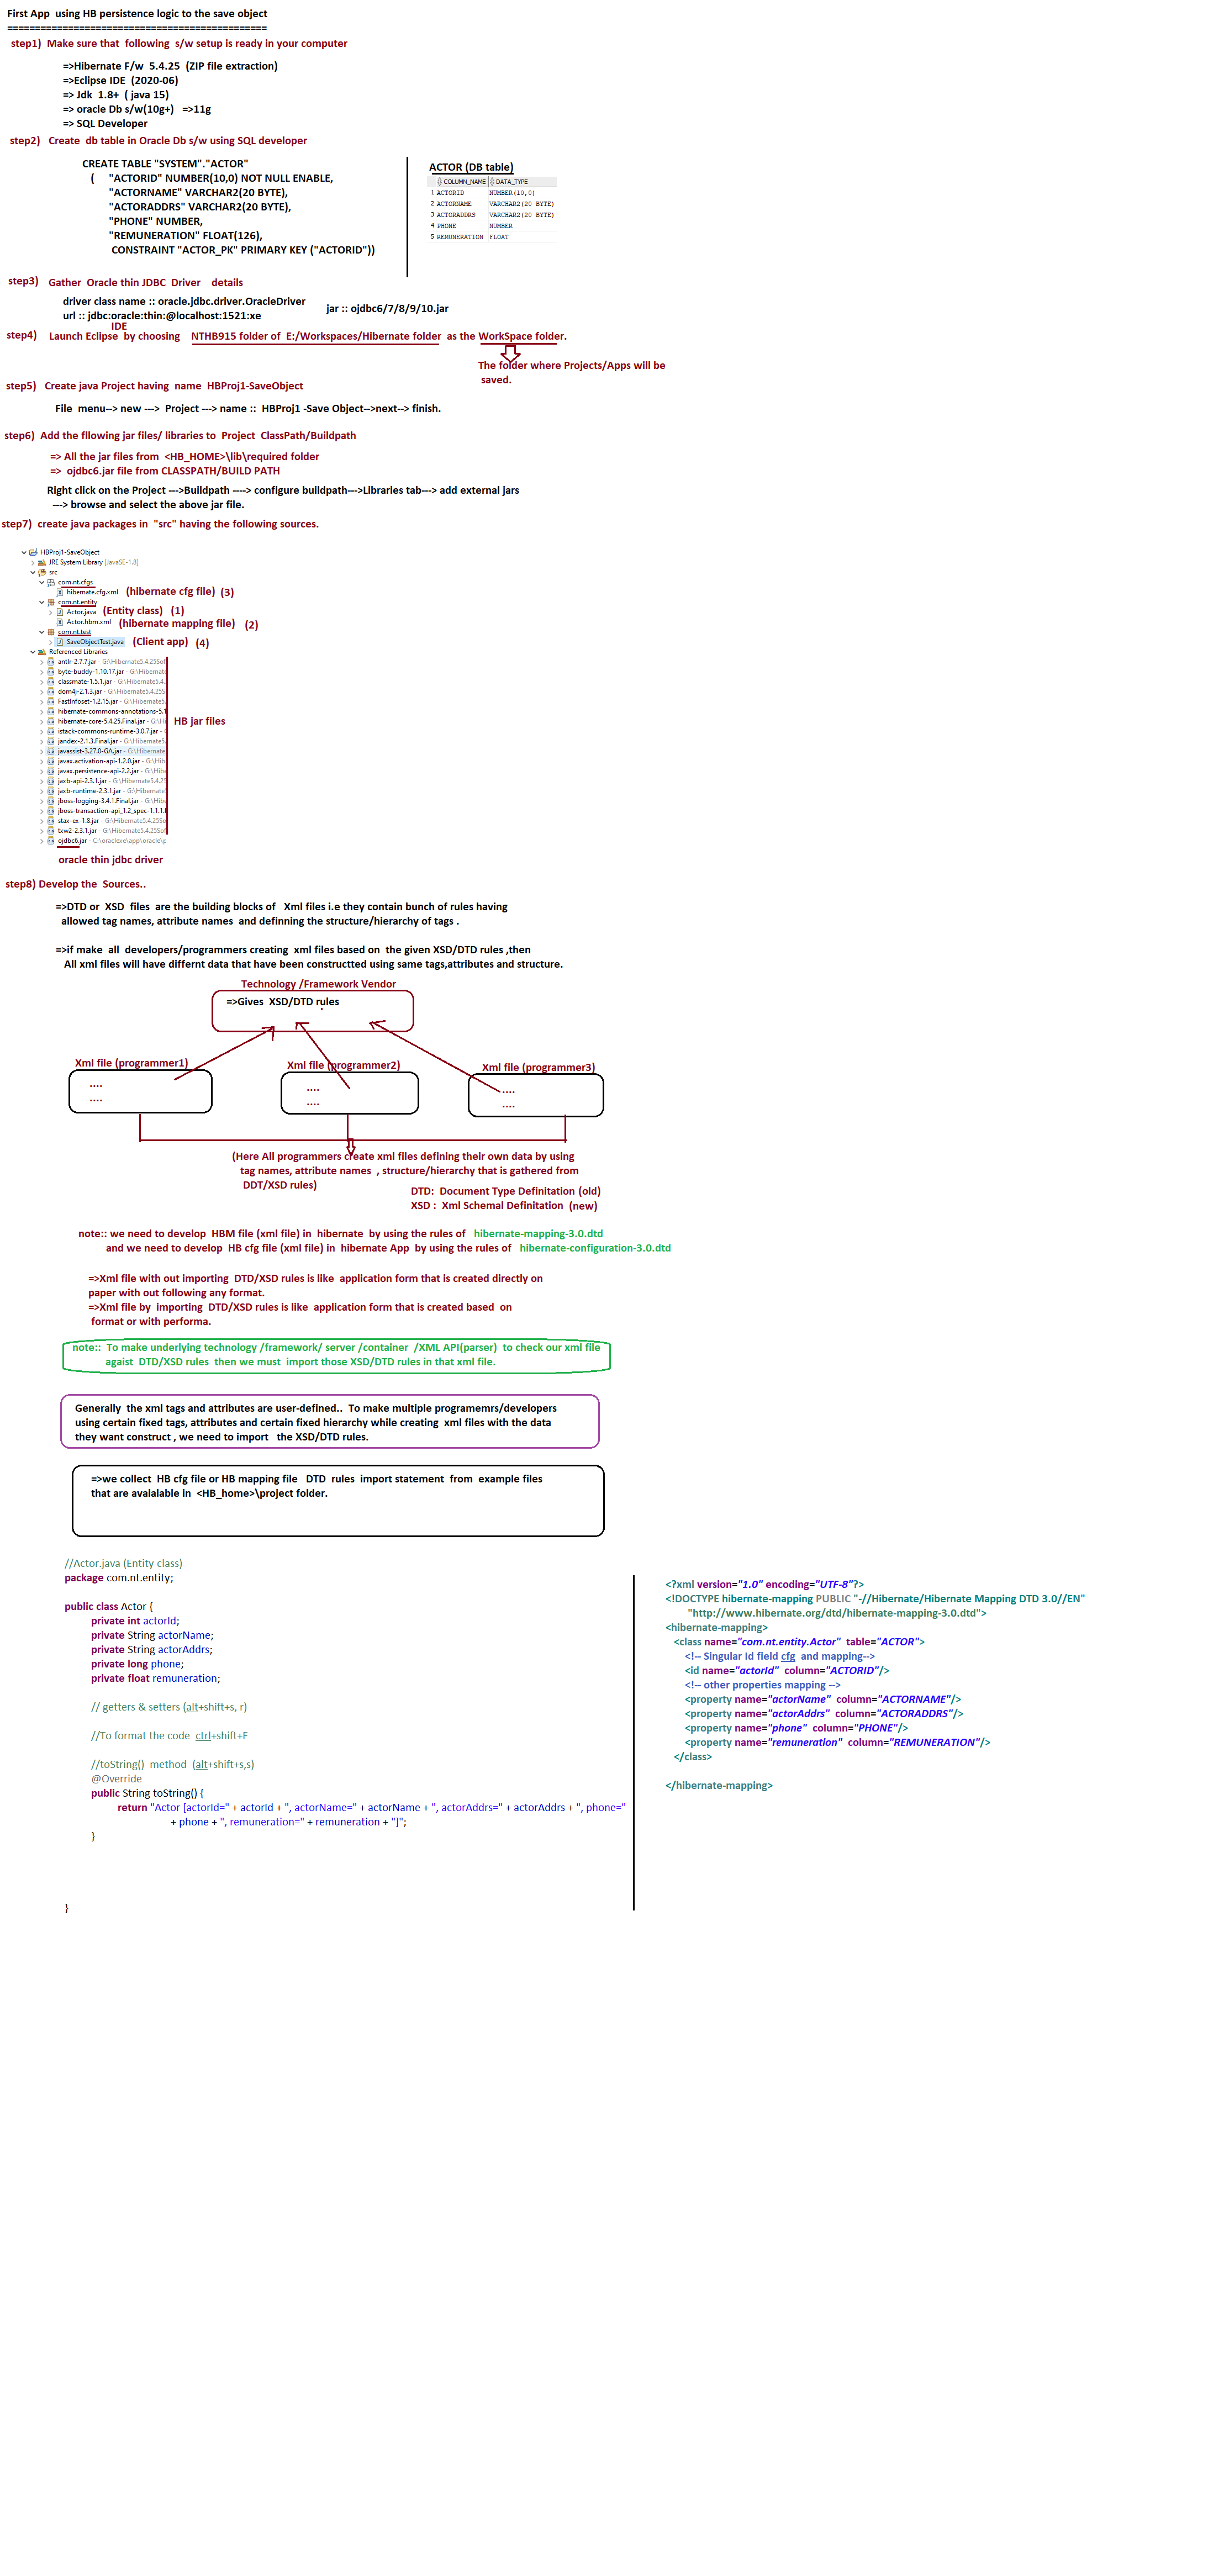 First App  using HB persistence logic to the save object
===============================================
step1)  Make sure that  following  s/w setup is ready in your computer
=>Hibernate F/w  5.4.25  (ZIP file extraction)
=>Eclipse IDE  (2020-06)
=> Jdk  1.8+  ( java 15)
=> oracle Db s/w(10g+)   =>11g
=> SQL Developer
step2)   Create  db table in Oracle Db s/w using SQL developer
CREATE TABLE "SYSTEM"."ACTOR"
(     "ACTORID" NUMBER(10,0) NOT NULL ENABLE,
"ACTORNAME" VARCHAR2(20 BYTE),
"ACTORADDRS" VARCHAR2(20 BYTE),
"PHONE" NUMBER,
"REMUNERATION" FLOAT(126),
CONSTRAINT "ACTOR_PK" PRIMARY KEY ("ACTORID"))
ACTOR (DB table)
COLUMN_NAME DATA_TYPE
1 ACTORID NUMBER(10,0)
2 ACTORNAME VARCHAR2(20 BYTE)
3 ACTORADDRS VARCHAR2(20 BYTE)
4 PHONE NUMBER
5 REMUNERATION FLOAT
step3)   Gather  Oracle thin JDBC  Driver    details
driver class name :: oracle.jdbc.driver.OracleDriver
url :: jdbc:oracle:thin:@localhost:1521:xe
jar :: ojdbc6/7/8/9/10.jar
IDE
step4)   Launch Eclipse  by choosing    NTHB915 folder of  E:/Workspaces/Hibernate folder  as the WorkSpace folder.
The folder where Projects/Apps will be
saved.
step5)   Create java Project having  name  HBProj1-SaveObject
File  menu--> new --->  Project ---> name ::  HBProj1 -Save Object-->next--> finish.
step6)  Add the fllowing jar files/ libraries to  Project  ClassPath/Buildpath
=> All the jar files from  <HB_HOME>\lib\required folder
=>  ojdbc6.jar file from CLASSPATH/BUILD PATH
Right click on the Project --->Buildpath ----> configure buildpath--->Libraries tab---> add external jars
---> browse and select the above jar file.
step7)  create java packages in  "src" having the following sources.
HBProj1-SaveObject
JRE System Library [JavaSE-1.8]
src
com.nt.cfgs
hibernate.cfg.xml   (hibernate cfg file)  (3)
com.nt.entity
Actor.java  (Entity class)   (1)
Actor.hbm.xml   (hibernate mapping file)   (2)
com.nt.test
SaveObjectTest.java   (Client app)   (4)
Referenced Libraries
antlr-2.7.7.jar - G:\Hibernate5.4.25Sof
byte-buddy-1.10.17.jar - G:\Hibernate
classmate-1.5.1.jar - G:\Hibernate5.4.
dom4j-2.1.3.jar - G:\Hibernate5.4.25S
FastInfoset-1.2.15.jar - G:\Hibernate5.
hibernate-commons-annotations-5.1
hibernate-core-5.4.25.Final.jar - G:\Hi
istack-commons-runtime-3.0.7.jar -
jandex-2.1.3.Final.jar - G:\Hibernate5.
javassist-3.27.0-GA.jar - G:\Hibernate
javax.activation-api-1.2.0.jar - G:\Hib
javax.persistence-api-2.2.jar - G:\Hibe
jaxb-api-2.3.1.jar - G:\Hibernate5.4.25
jaxb-runtime-2.3.1.jar - G:\Hibernate
jboss-logging-3.4.1.Final.jar - G:\Hibe
jboss-transaction-api_1.2_spec-1.1.1.
stax-ex-1.8.jar - G:\Hibernate5.4.25So
txw2-2.3.1.jar - G:\Hibernate5.4.25Sof
ojdbc6.jar - C:\oraclexe\app\oracle\p
HB jar files
oracle thin jdbc driver
step8) Develop the  Sources..
=>DTD or  XSD  files  are the building blocks of   Xml files i.e they contain bunch of rules having
allowed tag names, attribute names  and definning the structure/hierarchy of tags .
=>if make  all  developers/programmers creating  xml files based on  the given XSD/DTD rules ,then
All xml files will have differnt data that have been constructted using same tags,attributes and structure.
Technology /Framework Vendor
=>Gives  XSD/DTD rules
Xml file (programmer1)
....
....
Xml file (programmer2)
....
....
Xml file (programmer3)
....
....
(Here All programmers create xml files defining their own data by using
tag names, attribute names  , structure/hierarchy that is gathered from
DDT/XSD rules)
DTD:  Document Type Definitation (old)
XSD :  Xml Schemal Definitation  (new)
note:: we need to develop  HBM file (xml file) in  hibernate  by using the rules of   hibernate-mapping-3.0.dtd
and we need to develop  HB cfg file (xml file) in  hibernate App  by using the rules of   hibernate-configuration-3.0.dtd
=>Xml file with out importing  DTD/XSD rules is like  application form that is created directly on
paper with out following any format.
=>Xml file by  importing  DTD/XSD rules is like  application form that is created based  on
format or with performa.
note::  To make underlying technology /framework/ server /container  /XML API(parser)  to check our xml file
agaist  DTD/XSD rules  then we must  import those XSD/DTD rules in that xml file.
Generally  the xml tags and attributes are user-defined..  To make multiple programemrs/developers
using certain fixed tags, attributes and certain fixed hierarchy while creating  xml files with the data
they want construct , we need to import   the XSD/DTD rules.
=>we collect  HB cfg file or HB mapping file   DTD  rules  import statement  from  example files
that are avaialable in  <HB_home>\project folder.
//Actor.java (Entity class)
package com.nt.entity;
public class Actor {
private int actorId;
private String actorName;
private String actorAddrs;
private long phone;
private float remuneration;
// getters & setters (alt+shift+s, r)
//To format the code  ctrl+shift+F
//toString()  method  (alt+shift+s,s)
@Override
public String toString() {
return "Actor [actorId=" + actorId + ", actorName=" + actorName + ", actorAddrs=" + actorAddrs + ", phone="
+ phone + ", remuneration=" + remuneration + "]";
}
}
<?xml version="1.0" encoding="UTF-8"?>
<!DOCTYPE hibernate-mapping PUBLIC "-//Hibernate/Hibernate Mapping DTD 3.0//EN"
"http://www.hibernate.org/dtd/hibernate-mapping-3.0.dtd">
<hibernate-mapping>
<class name="com.nt.entity.Actor"  table="ACTOR">
<!-- Singular Id field cfg  and mapping-->
<id name="actorId"  column="ACTORID"/>
<!-- other properties mapping -->
<property name="actorName"  column="ACTORNAME"/>
<property name="actorAddrs"  column="ACTORADDRS"/>
<property name="phone"  column="PHONE"/>
<property name="remuneration"  column="REMUNERATION"/>
</class>
</hibernate-mapping>